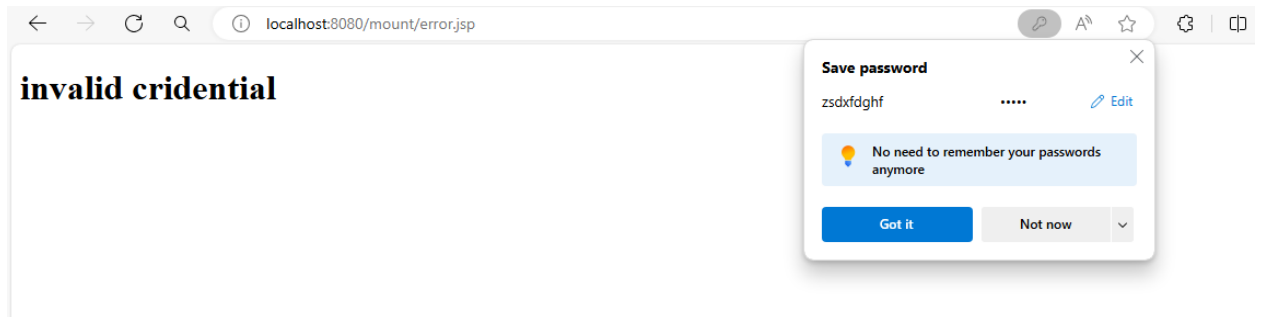 localhost:8080/mount/error.jsp
invalid cridential
Save password
zsdxfdghf ••••• Edit
No need to remember your passwords
anymore
Got it Not now